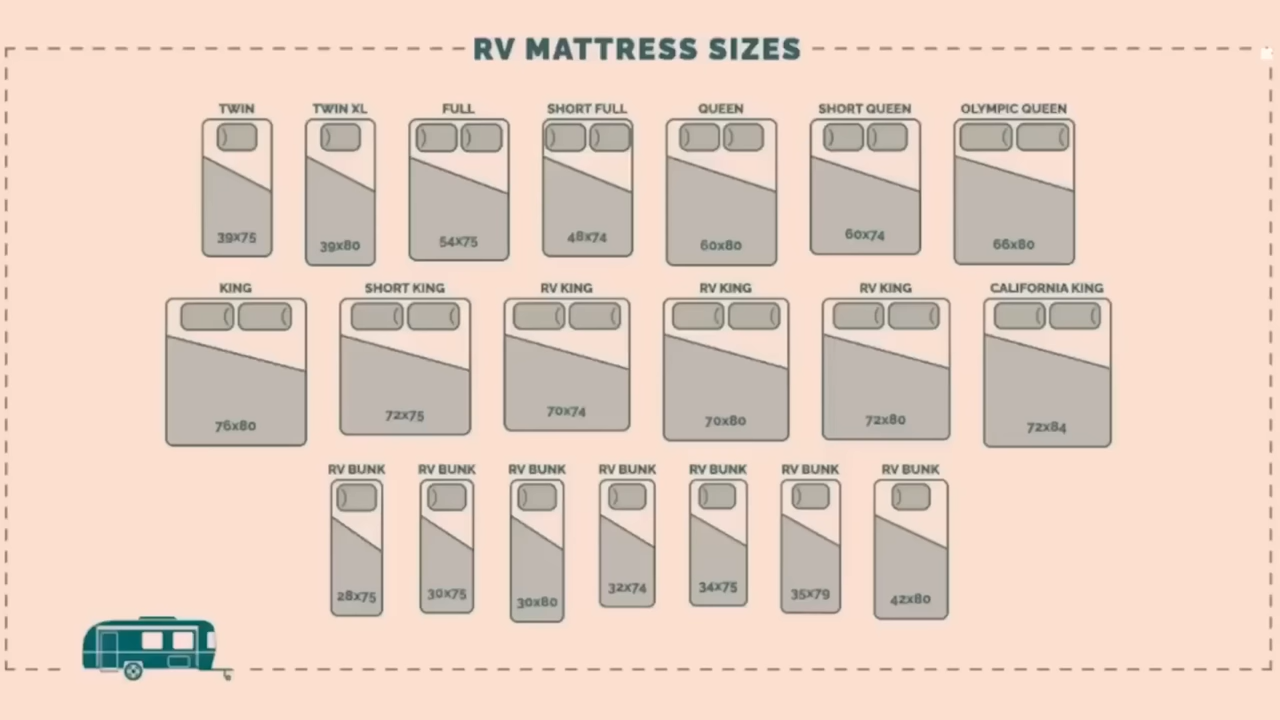 RV MATTRESS SIZES
TWIN
39x75
TWIN XL
39x80
FULL
54x75
SHORT FULL
48x74
QUEEN
60x80
SHORT QUEEN
60x74
OLYMPIC QUEEN
66x80
KING
76x80
SHORT KING
72x75
RV KING
70x74
RV KING
70x80
RV KING
72x80
CALIFORNIA KING
72x84
RV BUNK
28x75
RV BUNK
30x75
RV BUNK
30x80
RV BUNK
32x74
RV BUNK
34x75
RV BUNK
35x79
RV BUNK
42x80